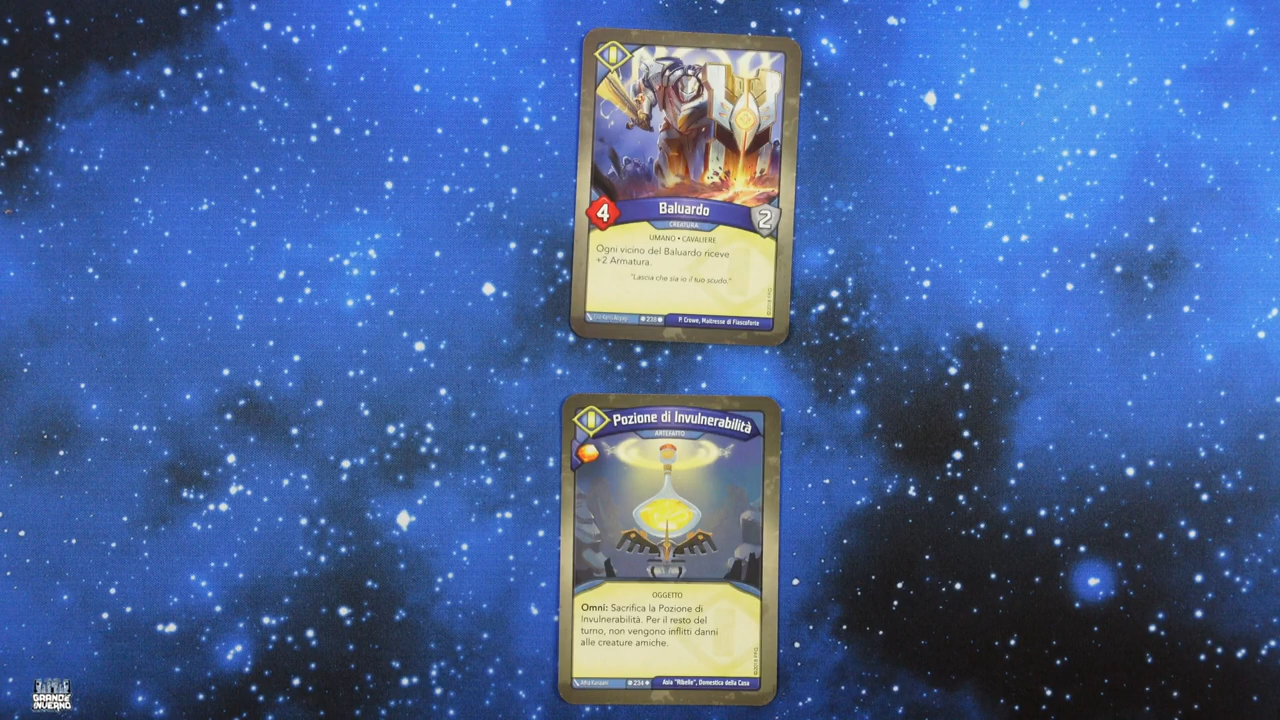 4
Baluardo
2
CREATURA
UMANO • CAVALIERE
Ogni vicino del Baluardo riceve
+2 Armatura.
"Lascia che sia io il tuo scudo."
238
P. Crowe, Maitresse di Fiascoforte
Pozione di Invulnerabilità
ARTEFATTO
OGGETTO
Omni: Sacrifica la Pozione di
Invulnerabilità. Per il resto del
turno, non vengono inflitti danni
alle creature amiche.
234
Asia "Ribelle", Domestica della Casa
GRANDE
INVERNO